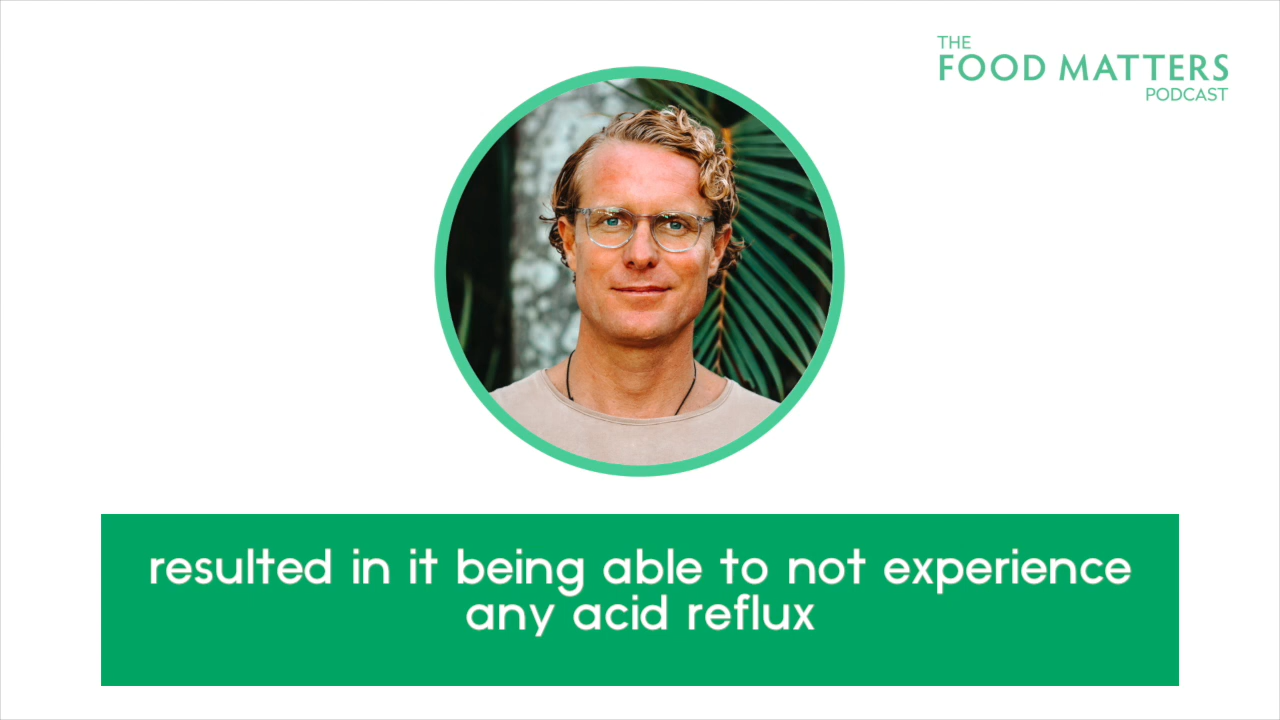 THE
FOOD MATTERS
PODCAST
resulted in it being able to not experience
any acid reflux